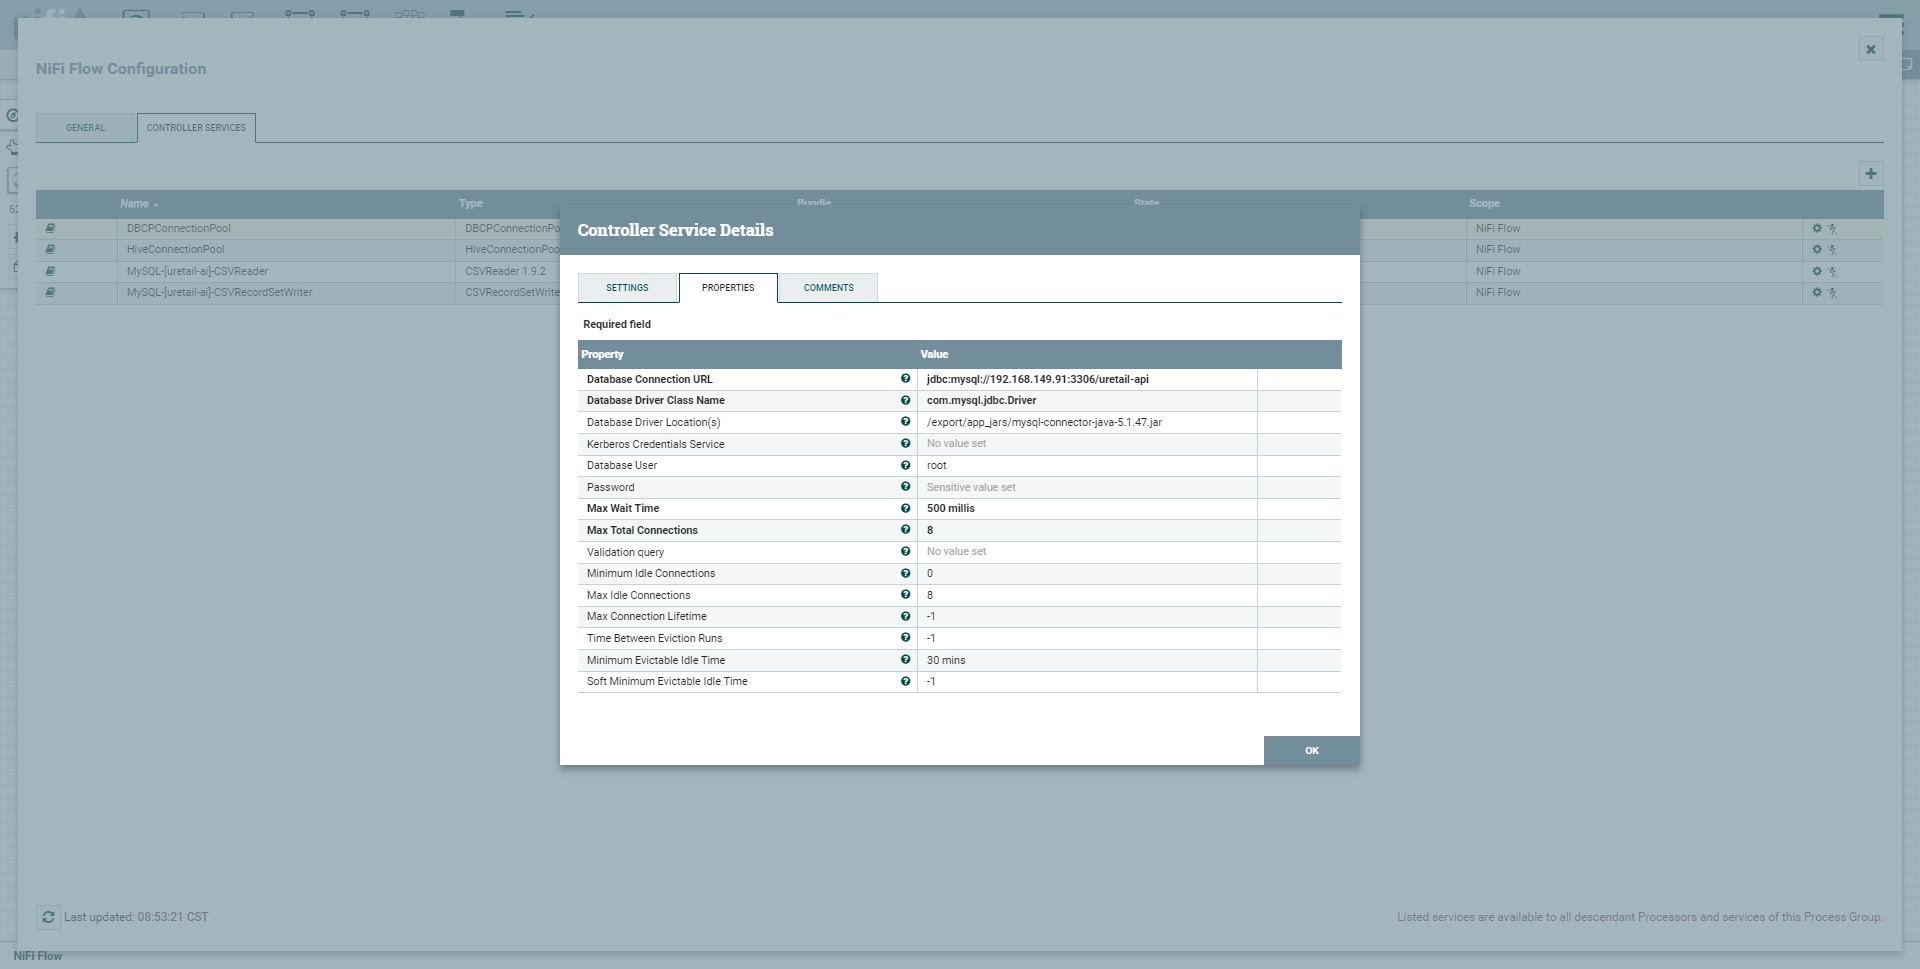 NiFi Flow Configuration
GENERAL
CONTROLLER SERVICES
Name Type Bundle State Scope
DBCPConnectionPool DBCPConnectionPo NiFi Flow
HiveConnectionPool HiveConnectionPoo NiFi Flow
MySQL-[uretail-ai]-CSVReader CSVReader 1.9.2 NiFi Flow
MySQL-[uretail-ai]-CSVRecordSetWriter CSVRecordSetWrite NiFi Flow
Controller Service Details
SETTINGS PROPERTIES COMMENTS
Required field
Property Value
Database Connection URL jdbc:mysql://192.168.149.91:3306/uretail-api
Database Driver Class Name com.mysql.jdbc.Driver
Database Driver Location(s) /export/app_jars/mysql-connector-java-5.1.47.jar
Kerberos Credentials Service No value set
Database User root
Password Sensitive value set
Max Wait Time 500 millis
Max Total Connections 8
Validation query No value set
Minimum Idle Connections 0
Max Idle Connections 8
Max Connection Lifetime -1
Time Between Eviction Runs -1
Minimum Evictable Idle Time 30 mins
Soft Minimum Evictable Idle Time -1
OK
Last updated: 08:53:21 CST
Listed services are available to all descendant Processors and services of this Process Group.
NiFi Flow